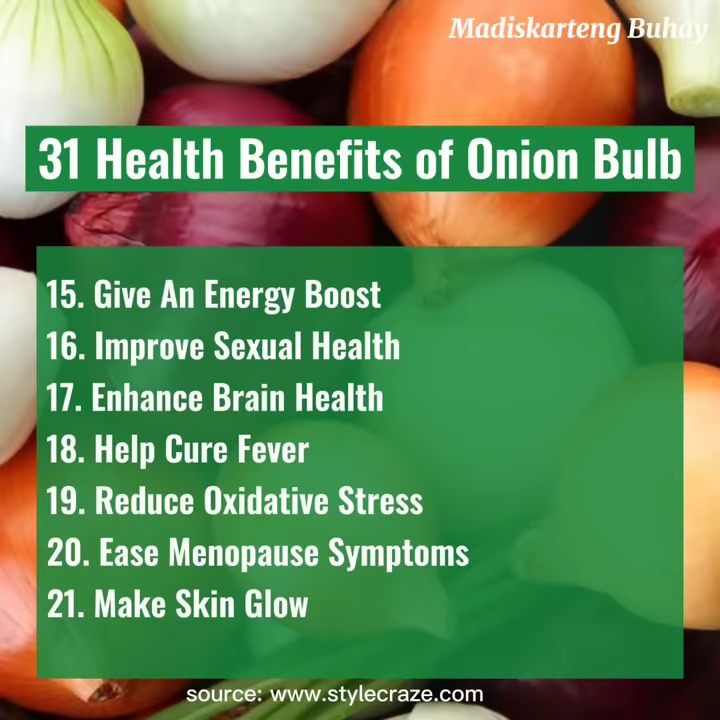 Madiskarteng Buhay
31 Health Benefits of Onion Bulb
15. Give An Energy Boost
16. Improve Sexual Health
17. Enhance Brain Health
18. Help Cure Fever
19. Reduce Oxidative Stress
20. Ease Menopause Symptoms
21. Make Skin Glow
source: www.stylecraze.com